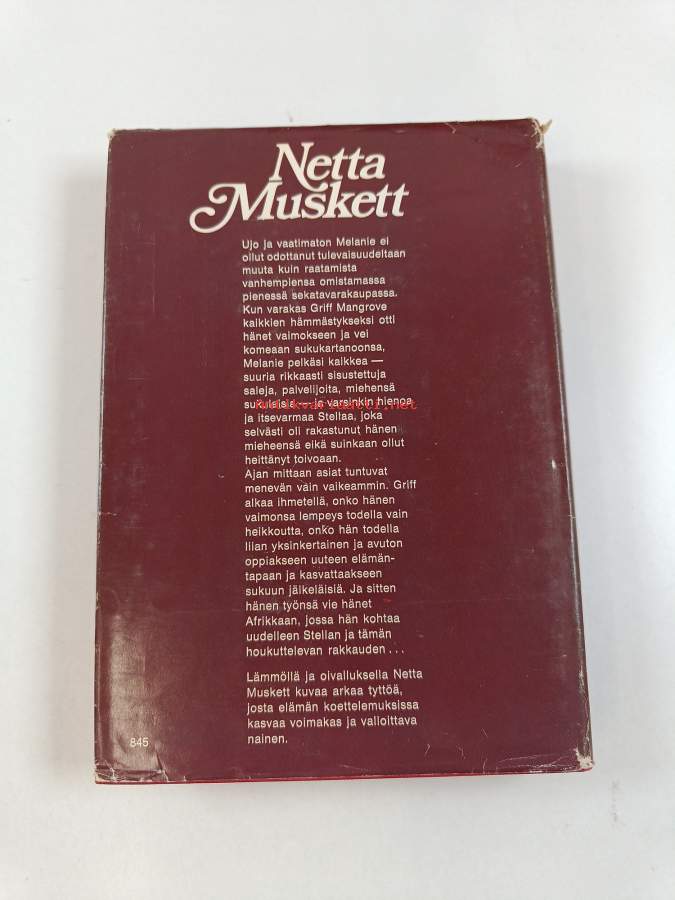 Netta
Muskett
Ujo ja vaatimaton Melanie ei
ollut odottanut tulevaisuudeltaan
muuta kuin raatamista
vanhempiensa omistamassa
pienessä sekatavarakaupassa.
Kun varakas Griff Mangrove
kaikkien hämmästykseksi otti
hänet vaimokseen ja vei
komeaan sukukartanoonsa,
Melanie pelkäsi kaikkea —
suuria rikkaasti sisustettuja
saleja, palvelijoita, miehensä
sukulaisia — ja varsinkin hienoa
ja itsevarmaa Stellaa, joka
selvästi oli rakastunut hänen
mieheensä eikä suinkaan ollut
heittänyt toivoaan.
Ajan mittaan asiat tuntuvat
menevän vain vaikeammin. Griff
alkaa ihmetellä, onko hänen
vaimonsa lempeys todella vain
heikkoutta, onko hän todella
liian yksinkertainen ja avuton
oppiakseen uuteen elämän-
tapaan ja kasvattaakseen
sukuun jälkeläisiä. Ja sitten
hänen työnsä vie hänet
Afrikkaan, jossa hän kohtaa
uudelleen Stellan ja tämän
houkuttelevan rakkauden . . .
Lämmöllä ja oivalluksella Netta
Muskett kuvaa arkaa tyttöä,
josta elämän koettelemuksissa
kasvaa voimakas ja valloittava
nainen.
845